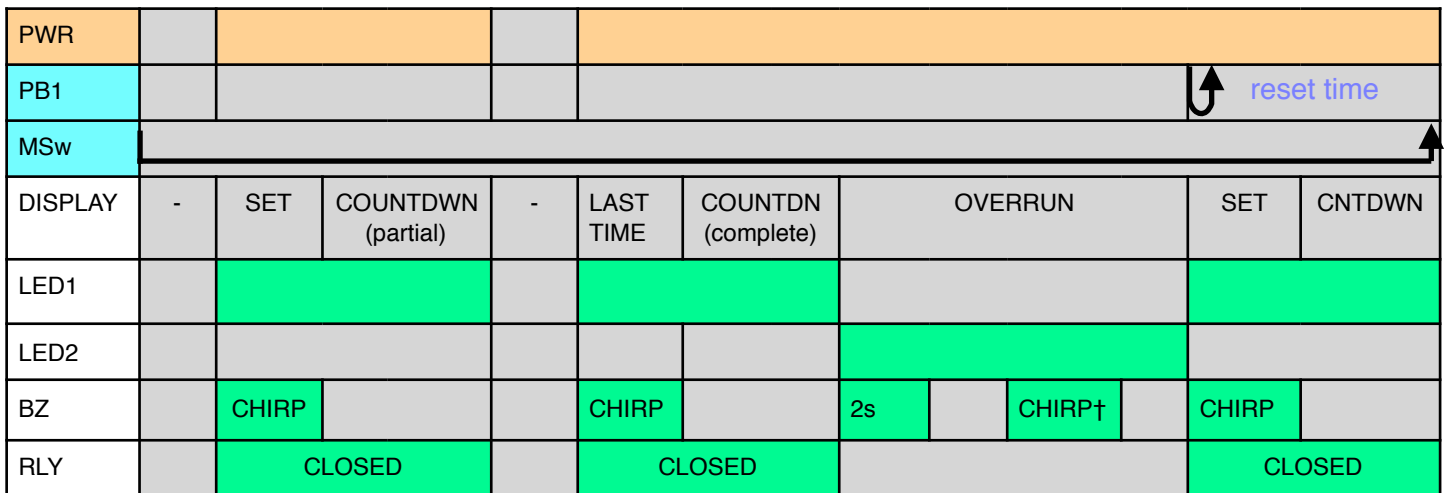 PWR
PB1 reset time
MSw
DISPLAY - SET COUNTDWN - LAST COUNTDN OVERRUN SET CNTDWN
(partial) TIME (complete)
LED1
LED2
BZ CHIRP CHIRP 2s CHIRP† CHIRP
RLY CLOSED CLOSED CLOSED